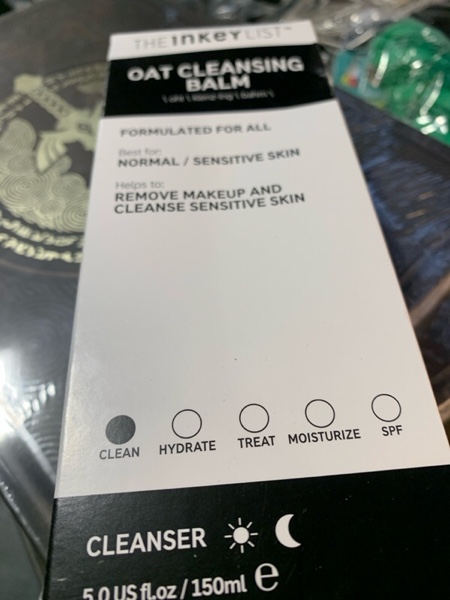 THE INKEY LIST™
OAT CLEANSING
BALM
FORMULATED FOR ALL
Best for:
NORMAL / SENSITIVE SKIN
Helps to:
REMOVE MAKEUP AND
CLEANSE SENSITIVE SKIN
CLEAN HYDRATE TREAT MOISTURIZE SPF
CLEANSER
5.0 US fl.oz / 150ml ℮